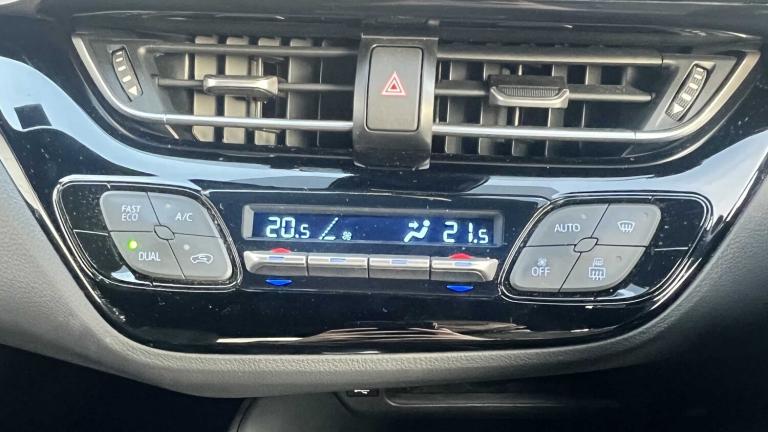 FAST
ECO
A/C
DUAL
20.5
21.5
AUTO
OFF